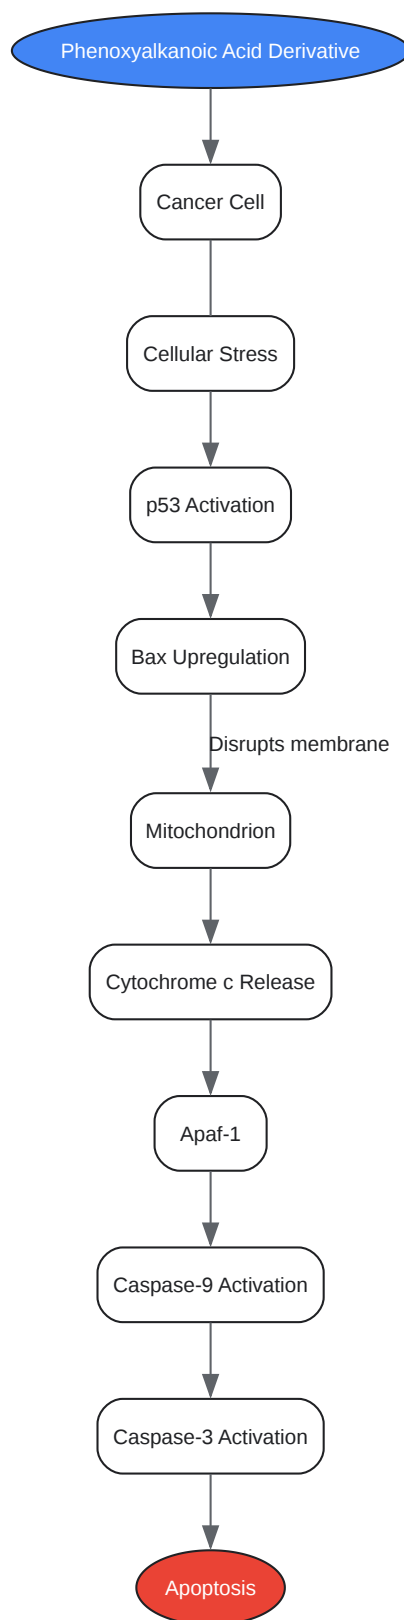 Phenoxyalkanoic Acid Derivative
Cancer Cell
Cellular Stress
p53 Activation
Bax Upregulation
Disrupts membrane
Mitochondrion
Cytochrome c Release
Apaf-1
Caspase-9 Activation
Caspase-3 Activation
Apoptosis